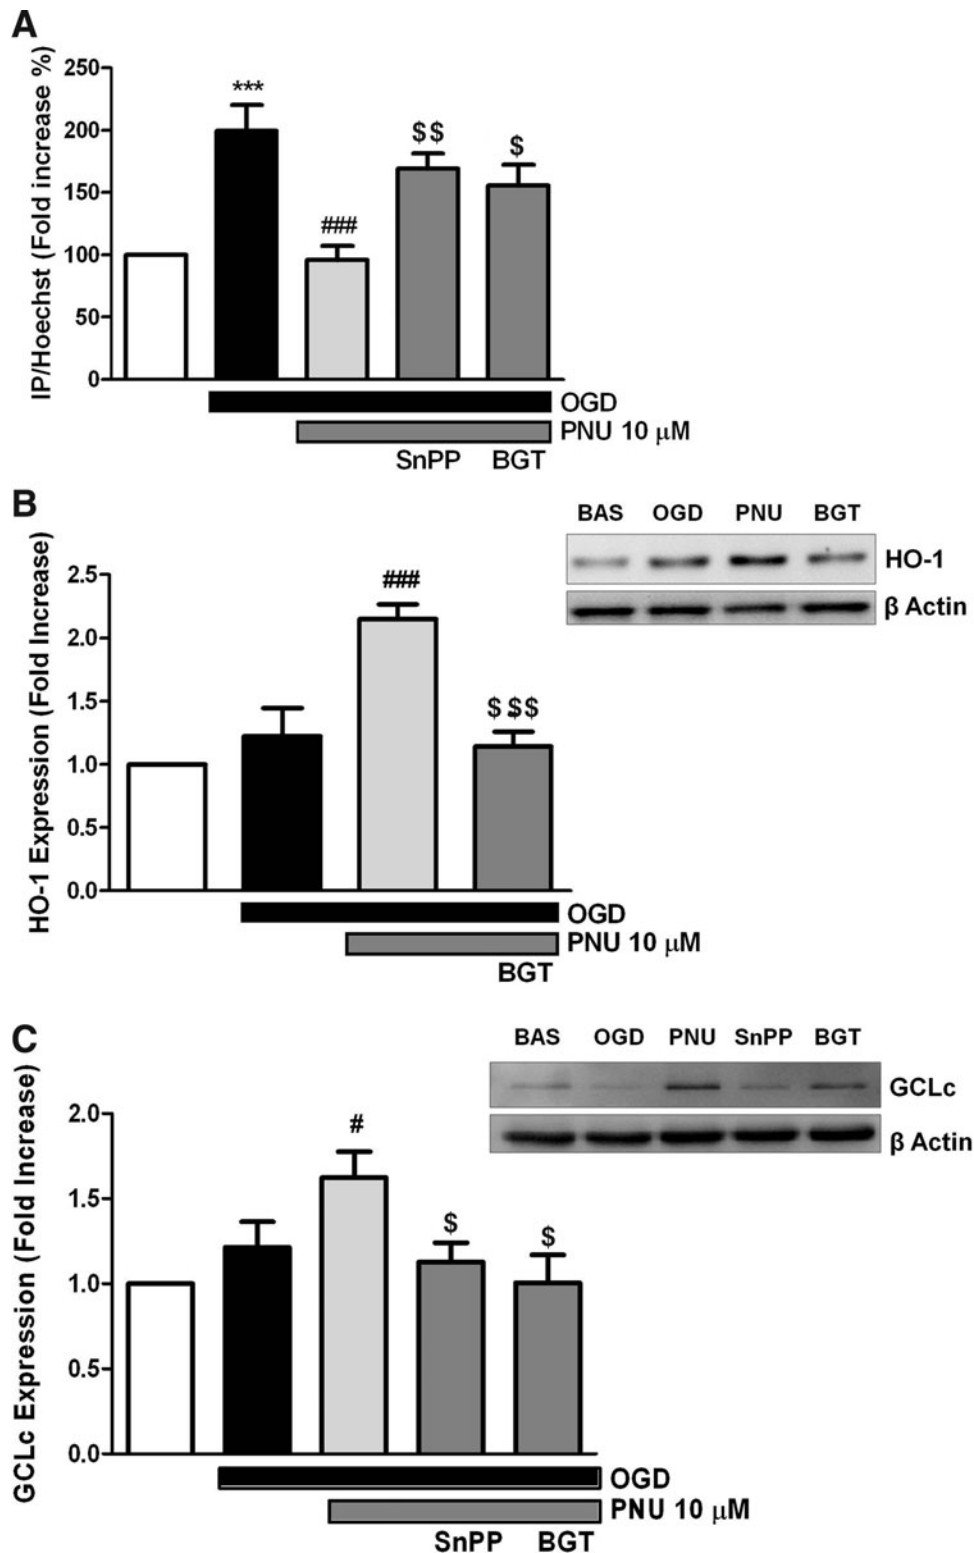 A
IP/Hoechst (Fold increase %)
250
200
150
100
50
0
***
###
$$
$
OGD
PNU 10 μM
SnPP BGT
B
HO-1 Expression (Fold Increase)
2.5
2.0
1.5
1.0
0.5
0.0
###
$$$
BAS OGD PNU BGT
HO-1
β Actin
OGD
PNU 10 μM
BGT
C
GCLc Expression (Fold Increase)
2.0
1.5
1.0
0.5
0.0
#
$
$
BAS OGD PNU SnPP BGT
GCLc
β Actin
OGD
PNU 10 μM
SnPP BGT